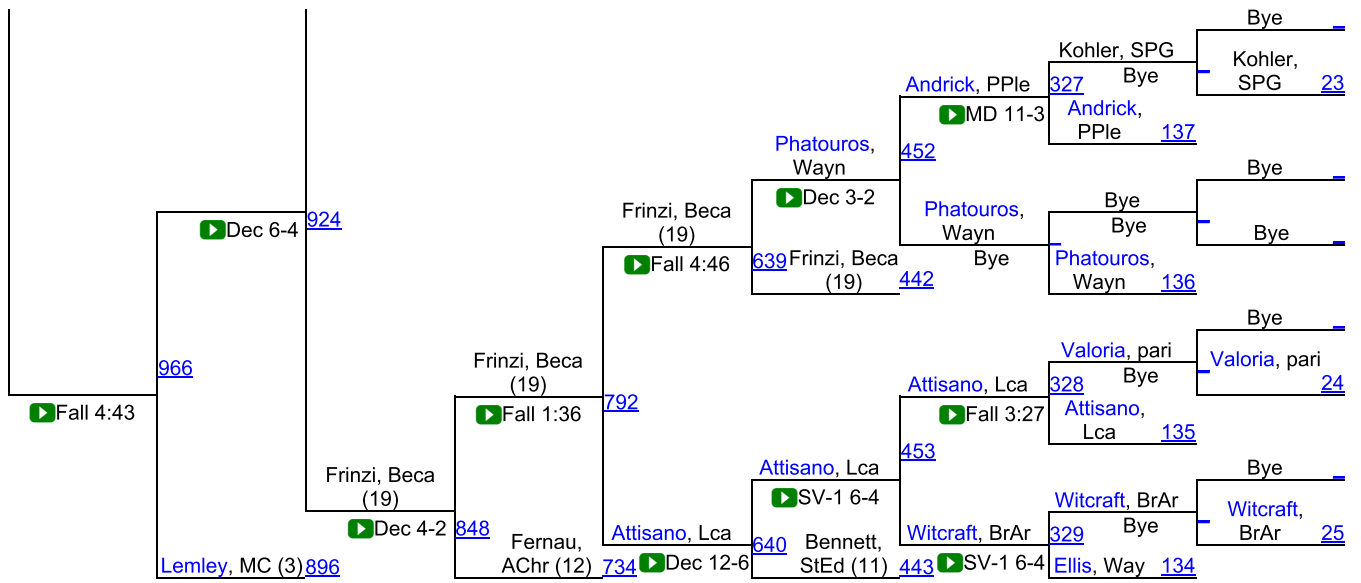 Bye
Kohler, SPG
Bye
Kohler,
SPG
23
Andrick, PPle
327
MD 11-3
Andrick,
PPle
137
Phatouros,
Wayn
452
Dec 3-2
Bye
Bye
Bye
Bye
Phatouros,
Wayn
Bye
Phatouros,
Wayn
136
Frinzi, Beca
(19)
Fall 4:46
639
Frinzi, Beca
(19)
442
924
Dec 6-4
Bye
Valoria, pari
Bye
Valoria, pari
24
966
Frinzi, Beca
(19)
Fall 1:36
792
Attisano, Lca
328
Fall 3:27
Attisano,
Lca
135
Fall 4:43
453
Attisano, Lca
SV-1 6-4
Bye
Witcraft, BrAr
Bye
Witcraft,
BrAr
25
Frinzi, Beca
(19)
Dec 4-2
848
Attisano, Lca
Dec 12-6
640
Witcraft, BrAr
329
SV-1 6-4
Fernau,
AChr (12)
734
Bennett,
StEd (11)
443
Ellis, Way
134
Lemley, MC (3)
896